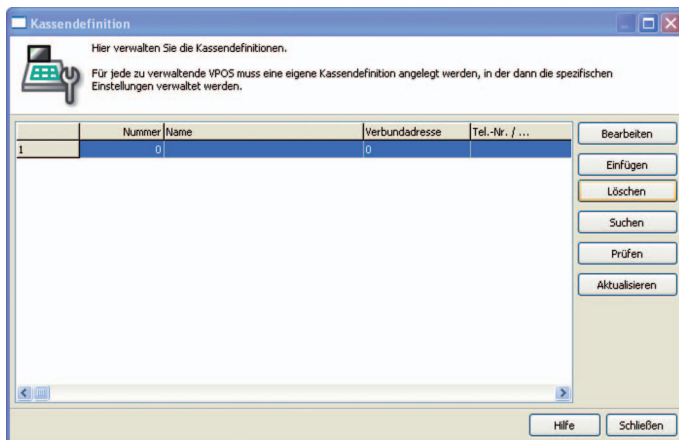 Kassendefinition
Hier verwalten Sie die Kassendefinitionen.
Für jede zu verwaltende VPOS muss eine eigene Kassendefinition angelegt werden, in der dann die spezifischen
Einstellungen verwaltet werden.
Nummer Name Verbundadresse Tel.-Nr. / ...
1 0 0
Bearbeiten
Einfügen
Löschen
Suchen
Prüfen
Aktualisieren
Hilfe Schließen